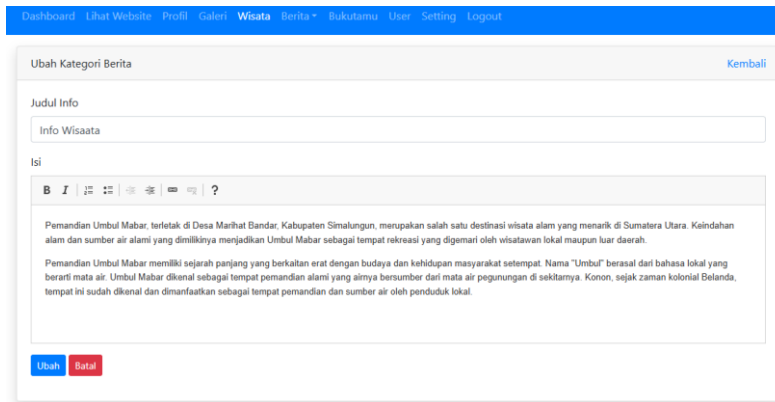 Dashboard Lihat Website Profil Galeri Wisata Berita Bukutamu User Setting Logout
Ubah Kategori Berita Kembali
Judul Info
Info Wisaata
Isi
B I ?
Pemandian Umbul Mabar, terletak di Desa Marihat Bandar, Kabupaten Simalungun, merupakan salah satu destinasi wisata alam yang menarik di Sumatera Utara. Keindahan
alam dan sumber air alami yang dimilikinya menjadikan Umbul Mabar sebagai tempat rekreasi yang digemari oleh wisatawan lokal maupun luar daerah.
Pemandian Umbul Mabar memiliki sejarah panjang yang berkaitan erat dengan budaya dan kehidupan masyarakat setempat. Nama "Umbul" berasal dari bahasa lokal yang
berarti mata air. Umbul Mabar dikenal sebagai tempat pemandian alami yang airnya bersumber dari mata air pegunungan di sekitarnya. Konon, sejak zaman kolonial Belanda,
tempat ini sudah dikenal dan dimanfaatkan sebagai tempat pemandian dan sumber air oleh penduduk lokal.
Ubah Batal